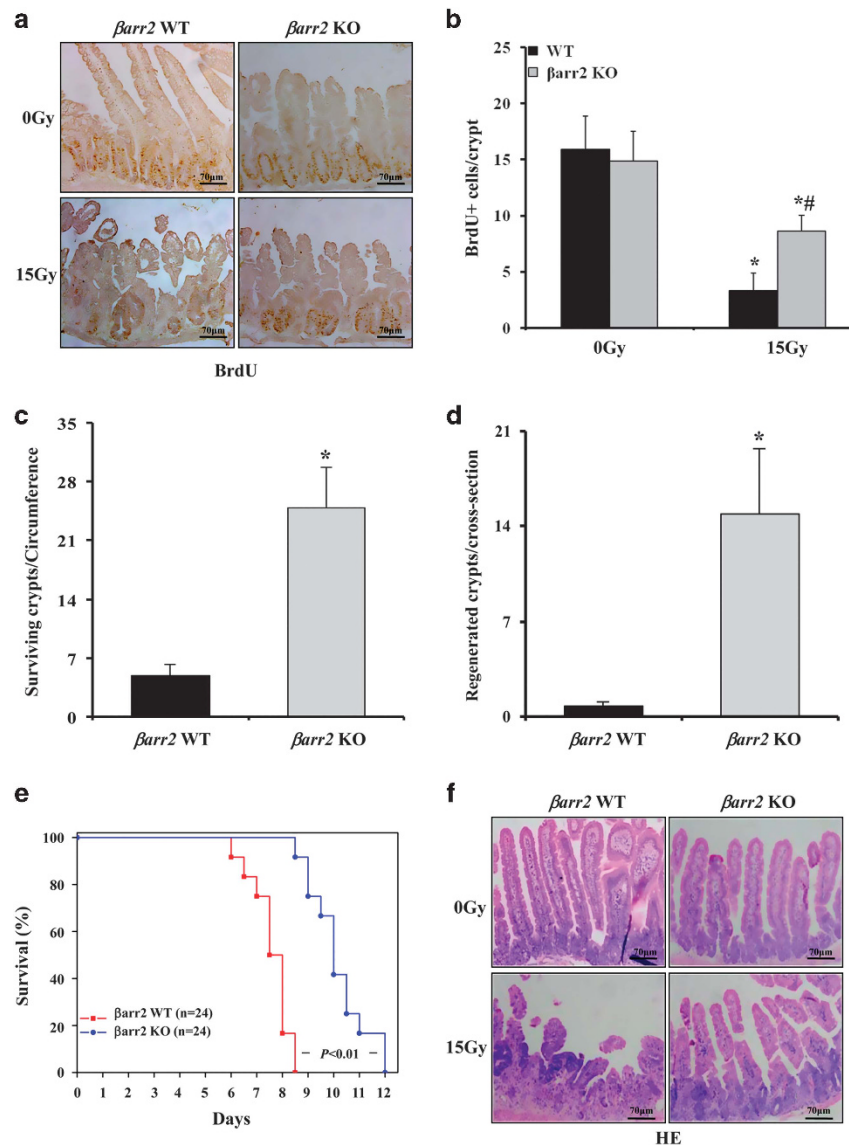 a
βarr2 WT βarr2 KO
0Gy
70µm 70µm
15Gy
70µm 70µm
BrdU
b
WT
βarr2 KO
25
20
15
10
5
0
BrdU+ cells/crypt
*
*#
0Gy 15Gy
c
35
28
21
14
7
0
Surviving crypts/Circumference
*
βarr2 WT βarr2 KO
d
21
14
7
0
Regenerated crypts/cross-section
*
βarr2 WT βarr2 KO
e
100
80
60
40
20
0
Survival (%)
βarr2 WT (n=24)
βarr2 KO (n=24)
P<0.01
0 1 2 3 4 5 6 7 8 9 10 11 12
Days
f
βarr2 WT βarr2 KO
0Gy
70µm 70µm
15Gy
70µm 70µm
HE